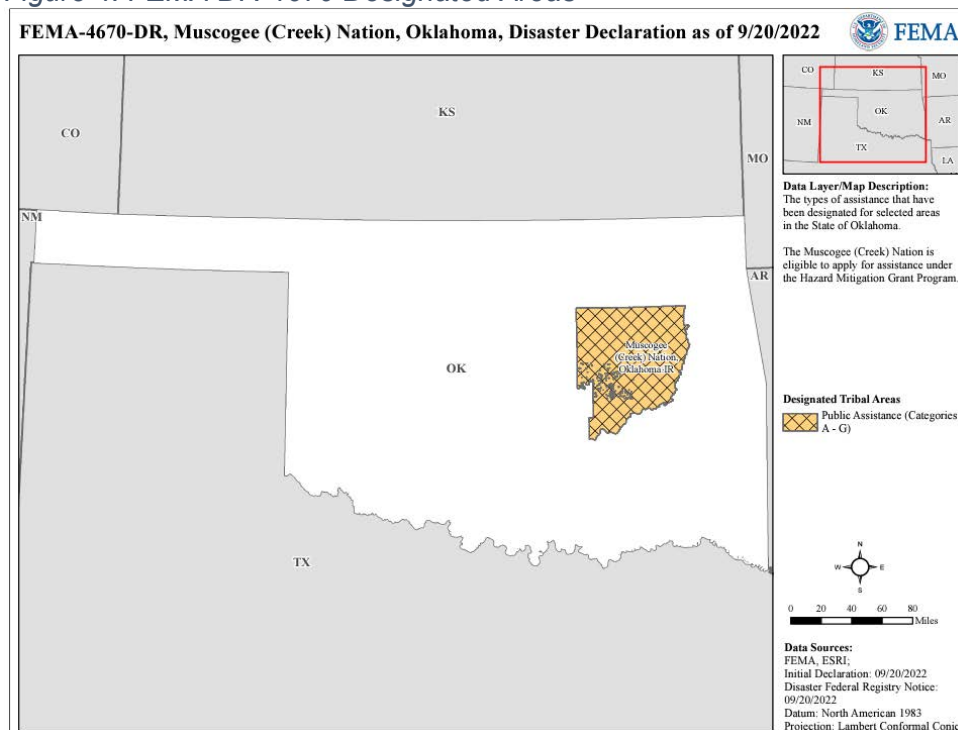 FEMA-4670-DR, Muscogee (Creek) Nation, Oklahoma, Disaster Declaration as of 9/20/2022
FEMA
CO
KS
MO
NM
OK
AR
TX
LA
CO
KS
MO
NM
AR
OK
Muscogee
(Creek) Nation,
Oklahoma IR
TX
Data Layer/Map Description:
The types of assistance that have
been designated for selected areas
in the State of Oklahoma.
The Muscogee (Creek) Nation is
eligible to apply for assistance under
the Hazard Mitigation Grant Program.
Designated Tribal Areas
Public Assistance (Categories
A - G)
N
W
E
S
0 20 40 60 80
Miles
Data Sources:
FEMA, ESRI;
Initial Declaration: 09/20/2022
Disaster Federal Registry Notice:
09/20/2022
Datum: North American 1983
Projection: Lambert Conformal Conic